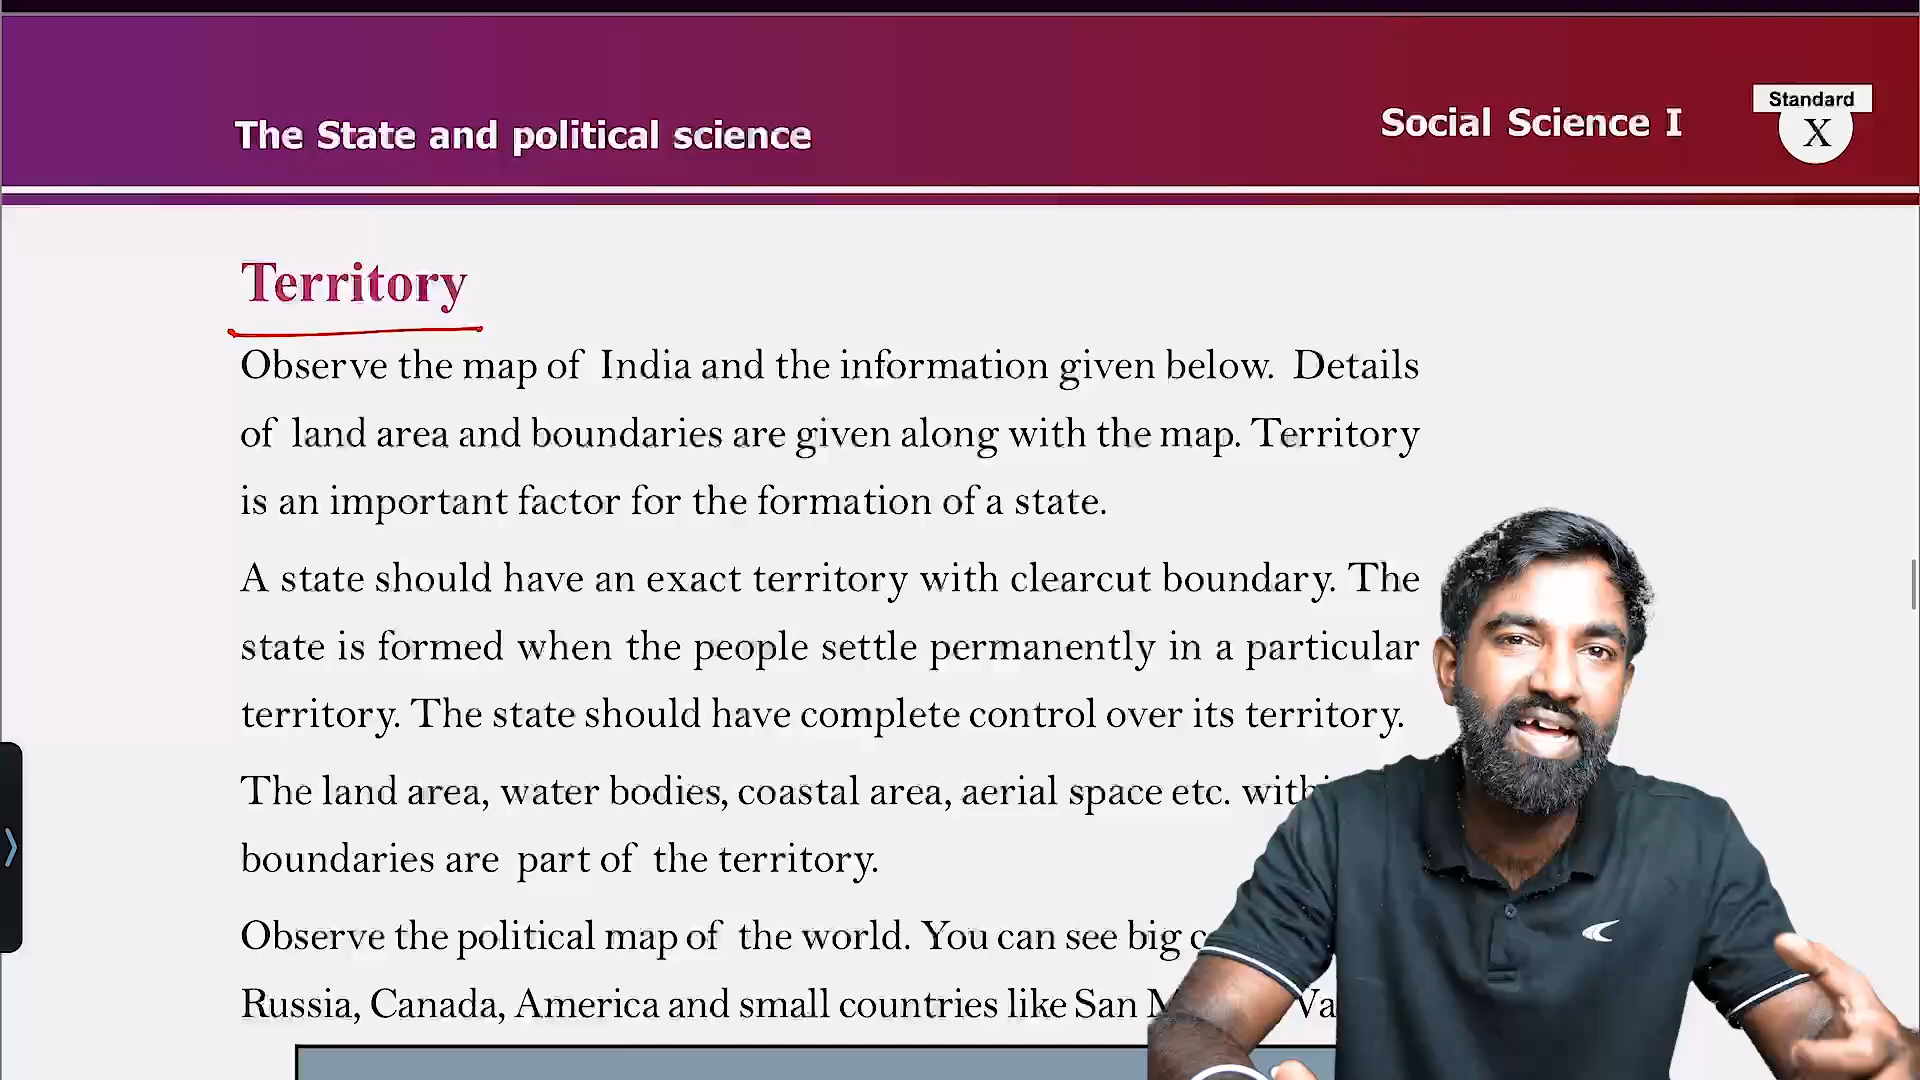 The State and political science
Social Science I
Standard
X
Territory
Observe the map of India and the information given below. Details
of land area and boundaries are given along with the map. Territory
is an important factor for the formation of a state.
A state should have an exact territory with clearcut boundary. The
state is formed when the people settle permanently in a particular
territory. The state should have complete control over its territory.
The land area, water bodies, coastal area, aerial space etc.
boundaries are part of the territory.
Observe the political map of the world. You can see big
Russia, Canada, America and small countries like San